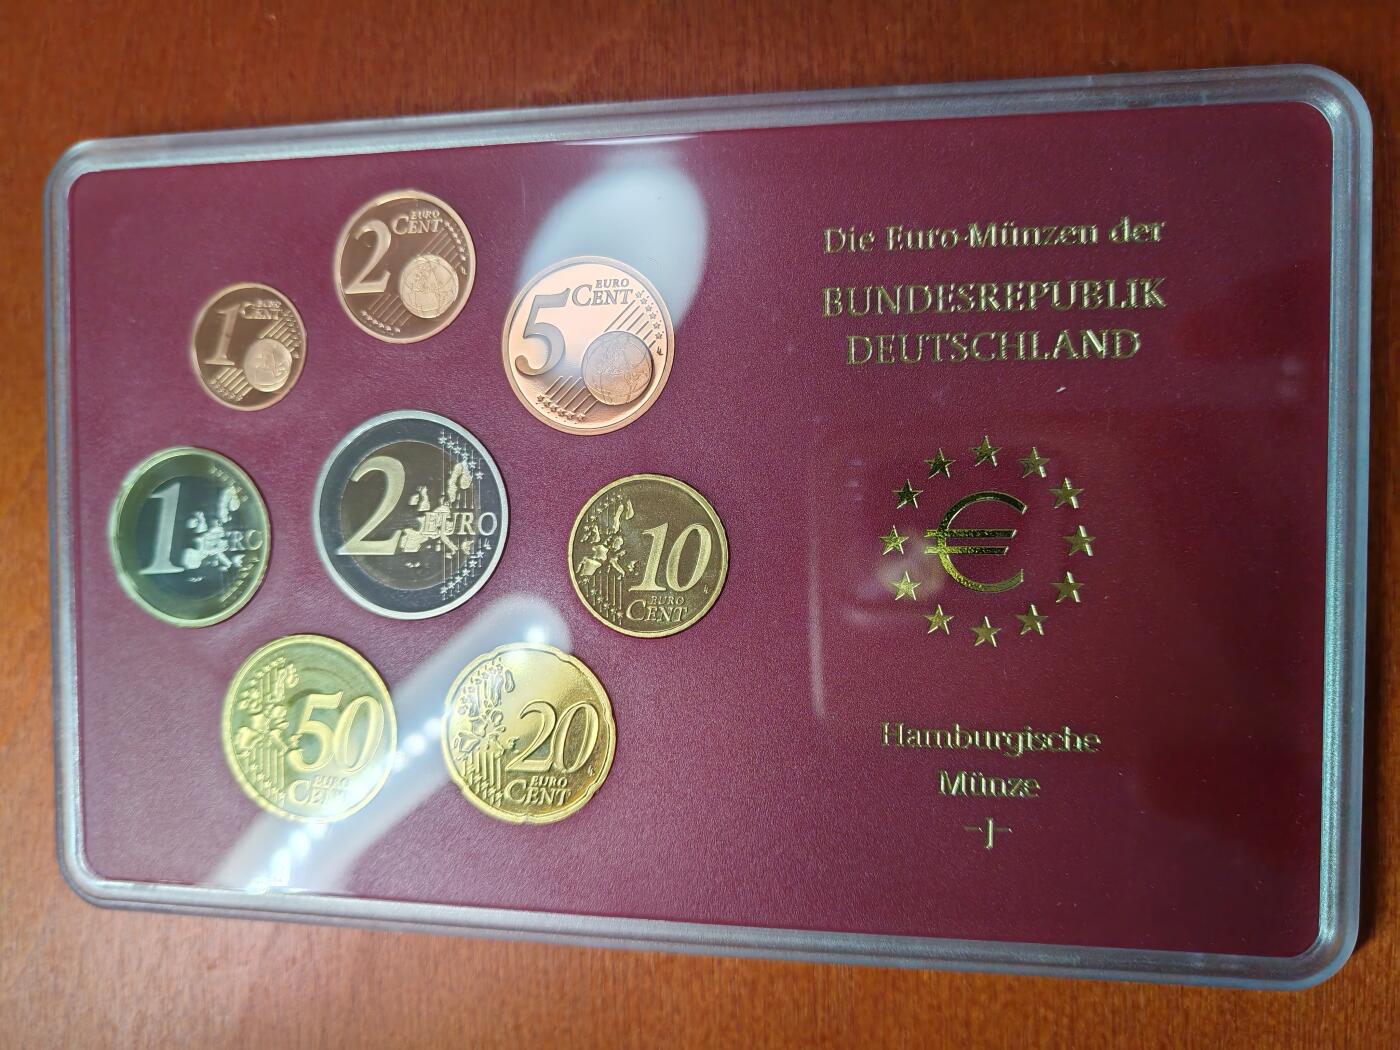 2 EURO CENT
1 EURO CENT
5 EURO CENT
1 EURO
2 EURO
10 EURO CENT
50 EURO CENT
20 EURO CENT
Die Euro-Münzen der
BUNDESREPUBLIK
DEUTSCHLAND
€
Hamburgische
Münze
-J-